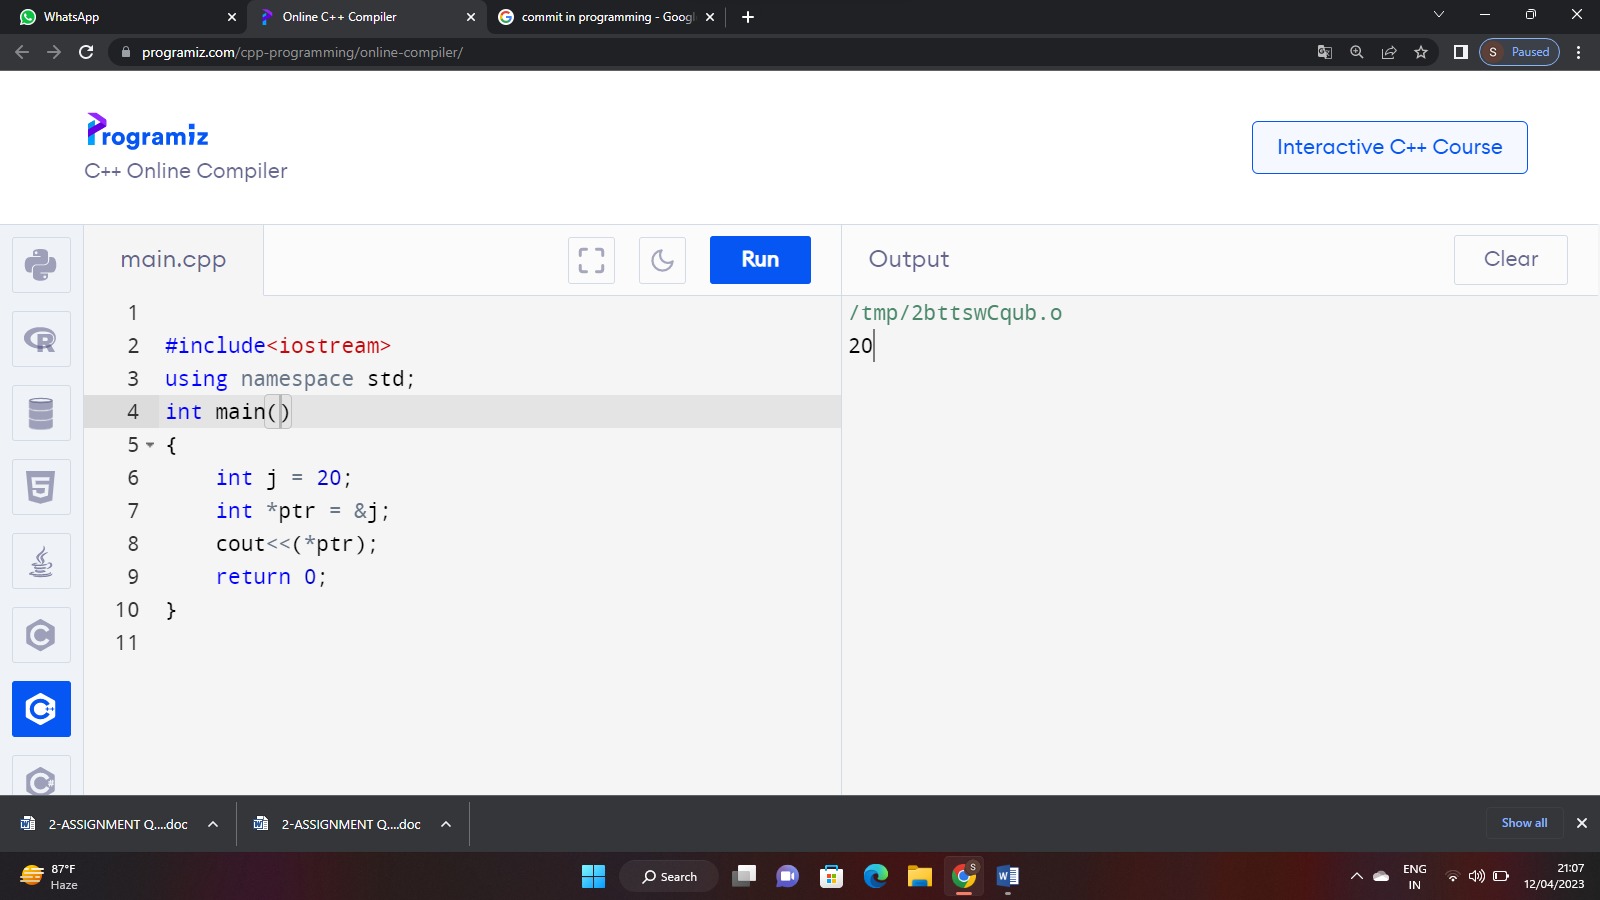 WhatsApp
Online C++ Compiler
commit in programming - Googl
programiz.com/cpp-programming/online-compiler/
S Paused
Programiz
C++ Online Compiler
Interactive C++ Course
main.cpp
Run
Output
Clear
1
2 #include<iostream>
3 using namespace std;
4 int main()
5 {
6 int j = 20;
7 int *ptr = &j;
8 cout<<(*ptr);
9 return 0;
10 }
11
/tmp/2bttswCqub.o
20
2-ASSIGNMENT Q....doc
2-ASSIGNMENT Q....doc
Show all
87°F
Haze
Search
ENG
IN
21:07
12/04/2023